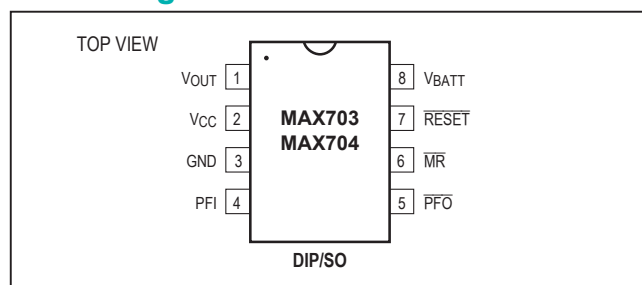 TOP VIEW
VOUT 1
8 VBATT
VCC 2
MAX703
7 RESET
MAX704
GND 3
6 MR
PFI 4
5 PFO
DIP/SO